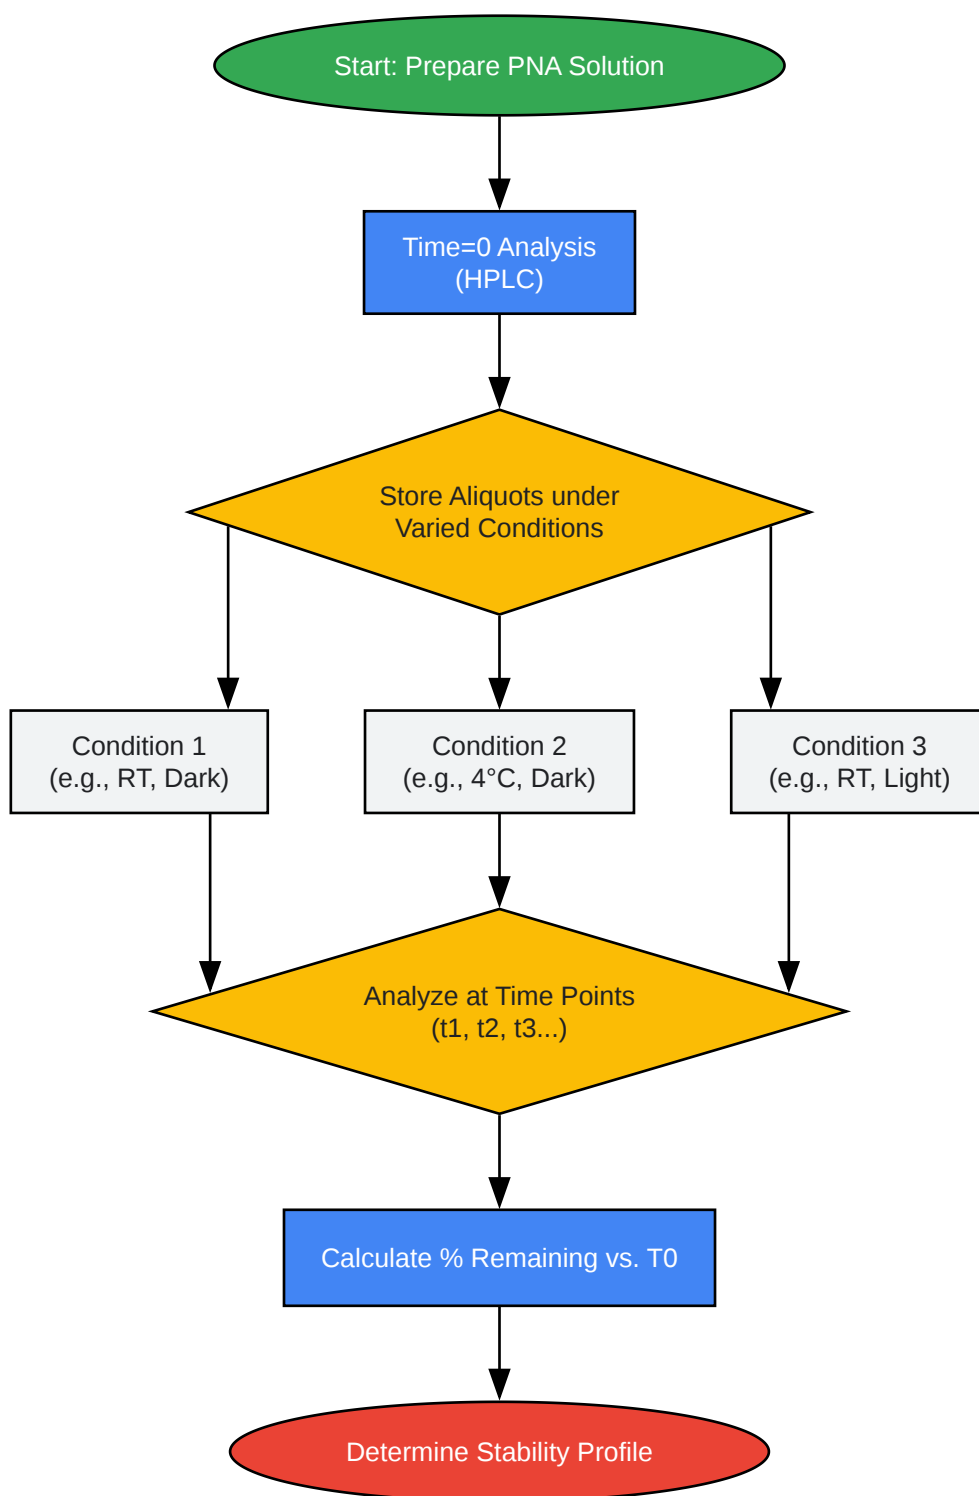 Start: Prepare PNA Solution
Time=0 Analysis
(HPLC)
Store Aliquots under
Varied Conditions
Condition 1
(e.g., RT, Dark)
Condition 2
(e.g., 4°C, Dark)
Condition 3
(e.g., RT, Light)
Analyze at Time Points
(t1, t2, t3...)
Calculate % Remaining vs. T0
Determine Stability Profile